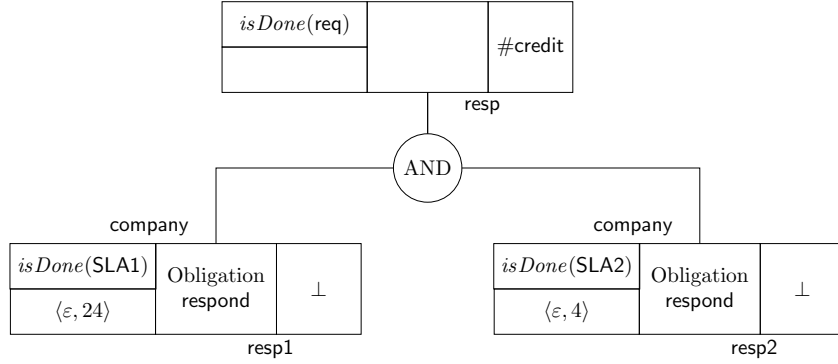 isDone(req)
#credit
resp
AND
company
company
isDone(SLA1)
Obligation
respond
⊥
⟨ε, 24⟩
resp1
isDone(SLA2)
Obligation
respond
⊥
⟨ε, 4⟩
resp2